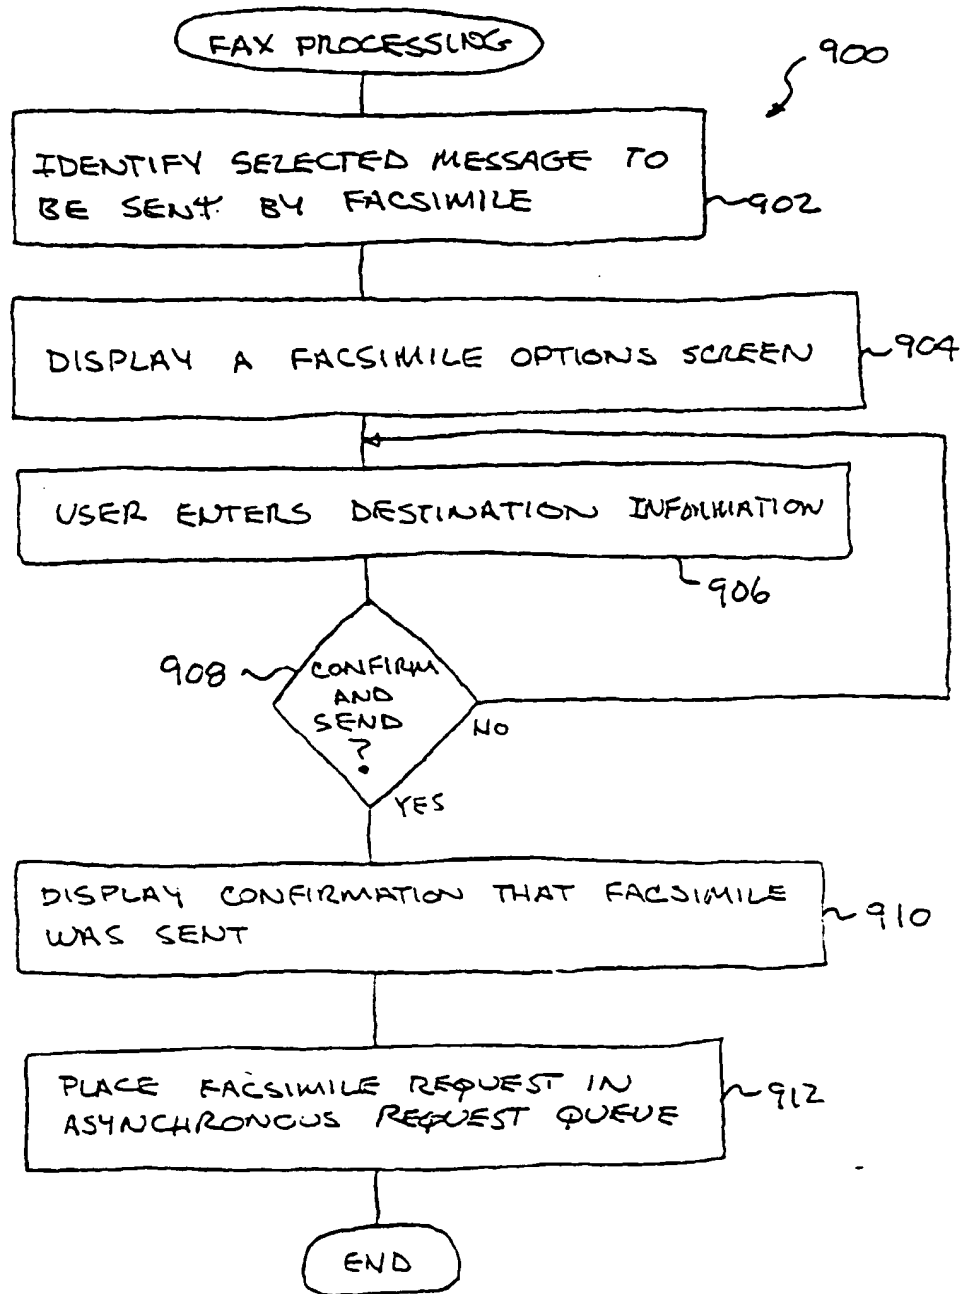 FAX PROCESSING
900
IDENTIFY SELECTED MESSAGE TO
BE SENT BY FACSIMILE
902
DISPLAY A FACSIMILE OPTIONS SCREEN
904
USER ENTERS DESTINATION INFORMATION
906
908
CONFIRM
AND
SEND
?
NO
YES
DISPLAY CONFIRMATION THAT FACSIMILE
WAS SENT
910
PLACE FACSIMILE REQUEST IN
ASYNCHRONOUS REQUEST QUEUE
912
END